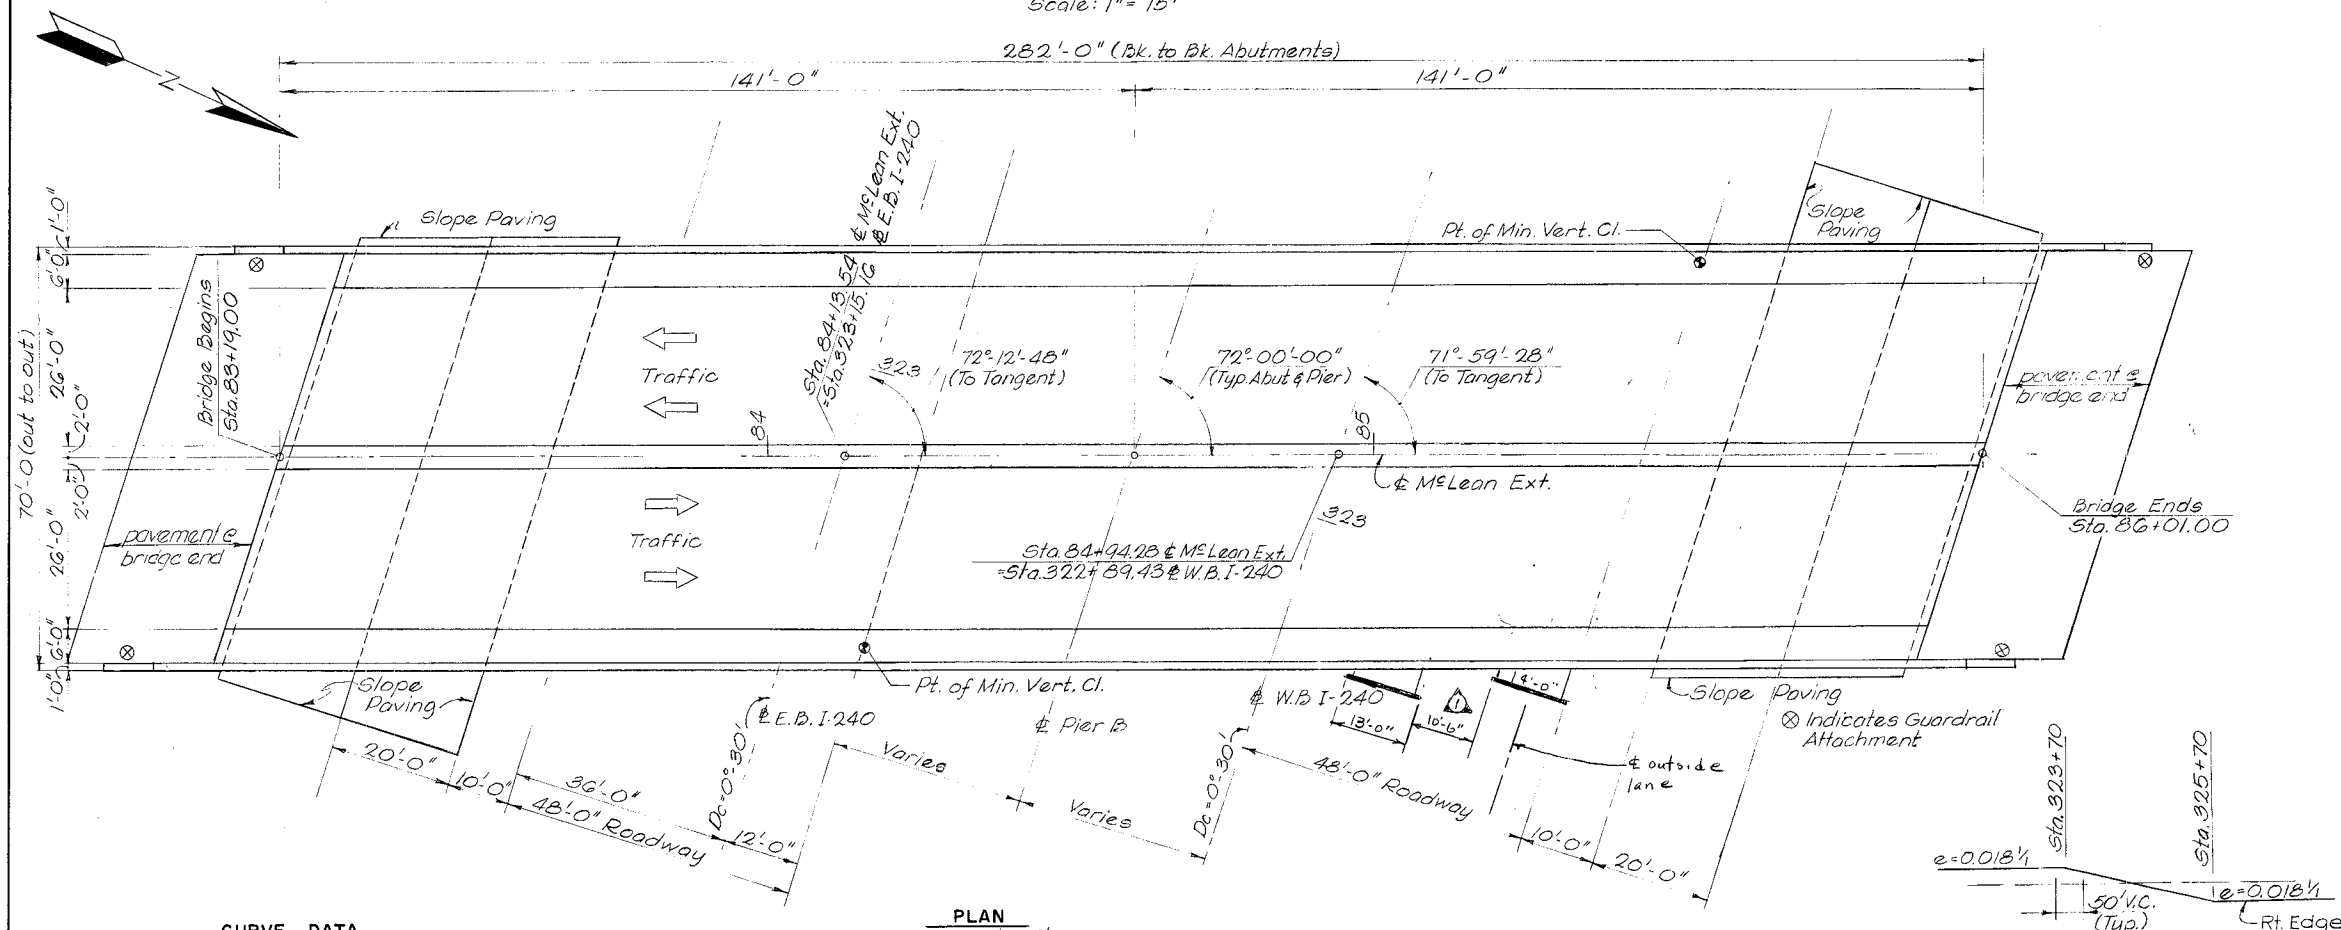 Scale: 1" = 15'
282'-0" (Bk. to Bk. Abutments)
141'-0"
141'-0"
N
₵ McLean Ext.
₧ E.B. I-240
Slope Paving
Slope
Paving
Pt. of Min. Vert. Cl.
1'-0"
6'-0"
26'-0"
2'-0"
70'-0 (out to out)
2'-0"
26'-0"
6'-0"
1'-0"
Bridge Begins
Sta. 83+19.00
Traffic
Sta. 84+13.54
=Sta. 323+15.16
323
72°-12'-48"
(To Tangent)
72°-00'-00"
(Typ. Abut & Pier)
71°-59'-28"
(To Tangent)
pavement @
bridge end
84
85
₵ McLean Ext.
323
Traffic
Sta. 84+94.28 ₵ McLean Ext.
=Sta. 322+89.43 ₧ W.B. I-240
Bridge Ends
Sta. 86+01.00
pavement @
bridge end
Slope
Paving
Pt. of Min. Vert. Cl.
₧ E.B. I-240
₵ Pier B
₧ W.B I-240
1
14'-0"
13'-0"
10'-6"
Slope Paving
⊗ Indicates Guardrail
Attachment
₵ outside
lane
20'-0"
10'-0"
36'-0"
48'-0" Roadway
Dc=0°-30'
12'-0"
Varies
Varies
Dc=0°-30'
48'-0" Roadway
10'-0"
20'-0"
Sta. 323+70
Sta. 325+70
e=0.018'/1
e=0.018'/1
50' V.C.
(Typ.)
Rt. Edge
CURVE DATA
PLAN